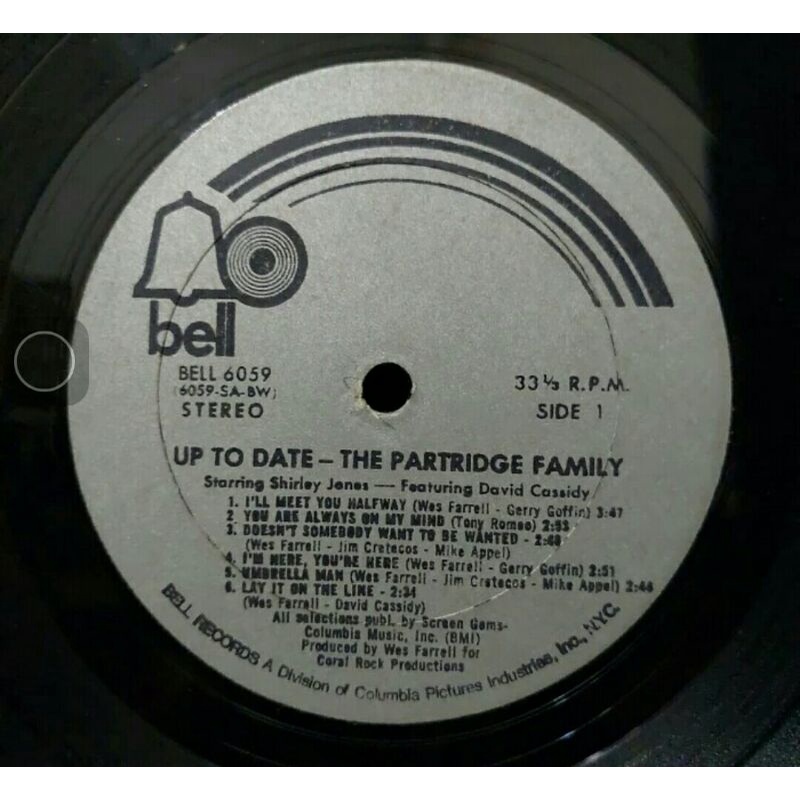 bell
BELL 6059
(6059-SA-BW)
STEREO
33⅓ R.P.M.
SIDE 1
UP TO DATE – THE PARTRIDGE FAMILY
Starring Shirley Jones — Featuring David Cassidy
1. I'LL MEET YOU HALFWAY (Wes Farrell - Gerry Goffin) 3:47
2. YOU ARE ALWAYS ON MY MIND (Tony Romeo) 2:53
3. DOESN'T SOMEBODY WANT TO BE WANTED - 2:48
(Wes Farrell - Jim Cretecos - Mike Appel)
4. I'M HERE, YOU'RE HERE (Wes Farrell - Gerry Goffin) 2:51
5. UMBRELLA MAN (Wes Farrell - Jim Cretecos - Mike Appel) 2:46
6. LAY IT ON THE LINE - 2:34
(Wes Farrell - David Cassidy)
All selections publ. by Screen Gems-
Columbia Music, Inc. (BMI)
Produced by Wes Farrell for
Coral Rock Productions
BELL RECORDS A Division of Columbia Pictures Industries, Inc., N.Y.C.